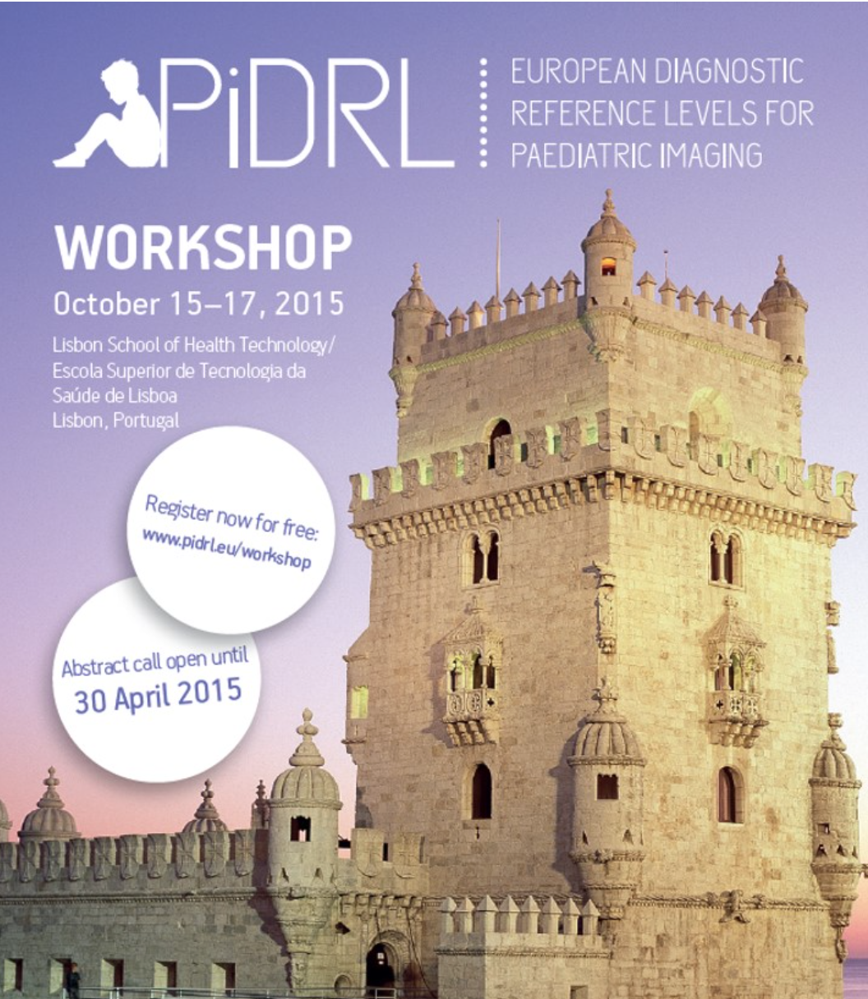 PiDRL
EUROPEAN DIAGNOSTIC
REFERENCE LEVELS FOR
PAEDIATRIC IMAGING
WORKSHOP
October 15–17, 2015
Lisbon School of Health Technology/
Escola Superior de Tecnologia da
Saúde de Lisboa
Lisbon, Portugal
Register now for free:
www.pidrl.eu/workshop
Abstract call open until
30 April 2015